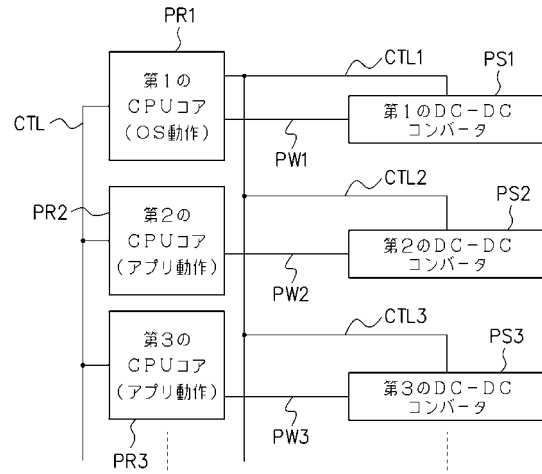 PR1
第1の
CPUコア
(OS動作)
CTL
CTL1
PS1
第1のDC-DC
コンバータ
PW1
PR2
第2の
CPUコア
(アプリ動作)
CTL2
PS2
第2のDC-DC
コンバータ
PW2
第3の
CPUコア
(アプリ動作)
PR3
CTL3
PS3
第3のDC-DC
コンバータ
PW3